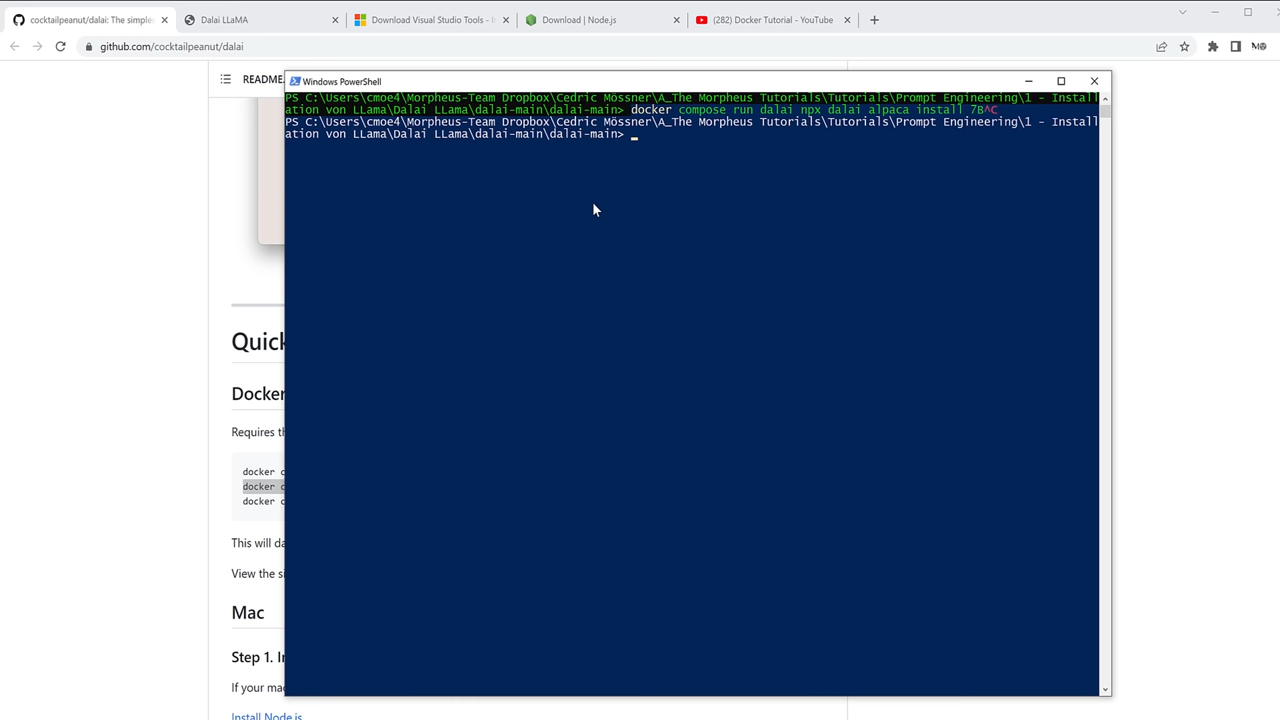 cocktailpeanut/dalai: The simple
Dalai LLaMA
Download Visual Studio Tools - I
Download | Node.js
(282) Docker Tutorial - YouTube
github.com/cocktailpeanut/dalai
README.
Windows PowerShell
PS C:\Users\cmoe4\Morpheus-Team Dropbox\Cedric Mössner\A_The Morpheus Tutorials\Tutorials\Prompt Engineering\1 - Install
ation von LLama\Dalai LLama\dalai-main\dalai-main> docker compose run dalai npx dalai alpaca install 7B^C
PS C:\Users\cmoe4\Morpheus-Team Dropbox\Cedric Mössner\A_The Morpheus Tutorials\Tutorials\Prompt Engineering\1 - Install
ation von LLama\Dalai LLama\dalai-main\dalai-main>
Quick
Docker
Requires th
docker c
docker c
docker c
This will da
View the si
Mac
Step 1. In
If your mac
Install Node.js